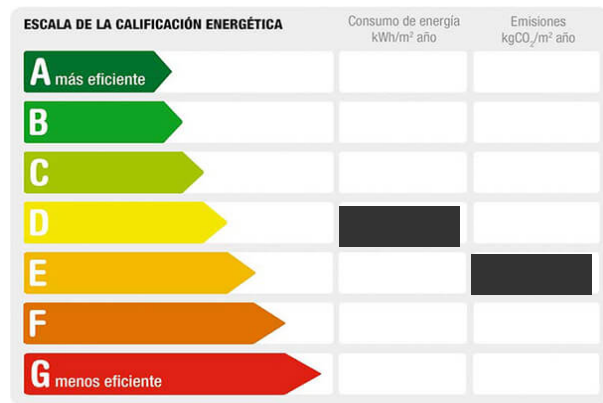 ESCALA DE LA CALIFICACIÓN ENERGÉTICA
Consumo de energía
kWh/m² año
Emisiones
kgCO₂/m² año
A más eficiente
B
C
D
E
F
G menos eficiente